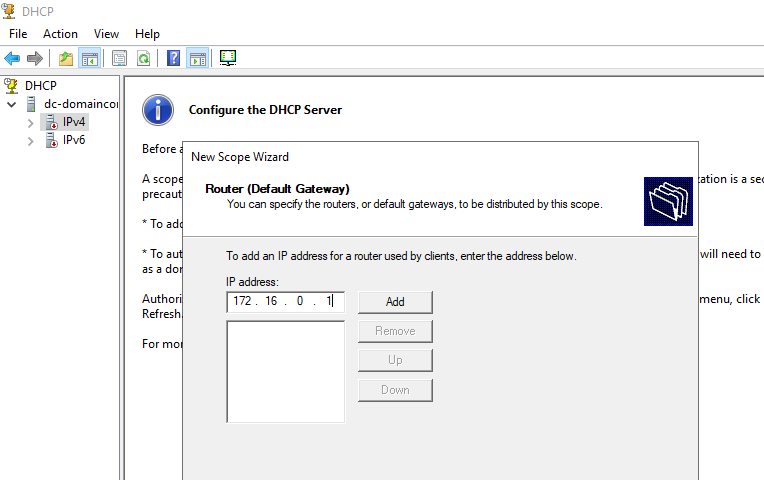 DHCP
File Action View Help
DHCP
dc-domaincor
IPv4
IPv6
Configure the DHCP Server
Before a
A scope
zation is a sec
precaut
* To add
* To aut
will need to
as a dor
Authori
menu, click
Refresh.
For mor
New Scope Wizard
Router (Default Gateway)
You can specify the routers, or default gateways, to be distributed by this scope.
To add an IP address for a router used by clients, enter the address below.
IP address:
172 . 16 . 0 . 1
Add
Remove
Up
Down